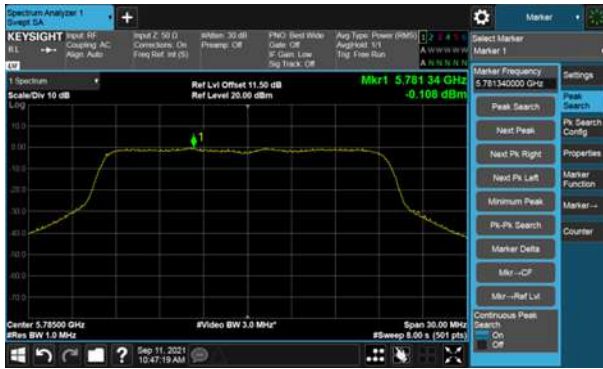 Spectrum Analyzer 1
Swept SA
+
Marker
KEYSIGHT
RL
Input: RF
Coupling: AC
Align: Auto
Input Z: 50 Ω
Corrections: On
Freq Ref: Int (S)
#Atten: 30 dB
Preamp: Off
PNO: Best Wide
Gate: Off
IF Gain: Low
Sig Track: Off
Avg Type: Power (RMS)
Avg|Hold: 1/1
Trig: Free Run
1 2 3 4 5 6
A W W W W W
A N N N N N
Select Marker
Marker 1
1 Spectrum
Scale/Div 10 dB
Log
Ref Lvl Offset 11.50 dB
Ref Level 20.00 dBm
Mkr1 5.781 34 GHz
-0.108 dBm
10.0
0.00
-10.0
-20.0
-30.0
-40.0
-50.0
-60.0
-70.0
1
Center 5.78500 GHz
#Res BW 1.0 MHz
#Video BW 3.0 MHz*
Span 30.00 MHz
#Sweep 8.00 s (501 pts)
Marker Frequency
5.781340000 GHz
Peak Search
Next Peak
Next Pk Right
Next Pk Left
Minimum Peak
Pk-Pk Search
Marker Delta
Mkr→CF
Mkr→Ref Lvl
Continuous Peak
Search
On
Off
Settings
Peak
Search
Pk Search
Config
Properties
Marker
Function
Marker→
Counter
?
Sep 11, 2021
10:47:19 AM